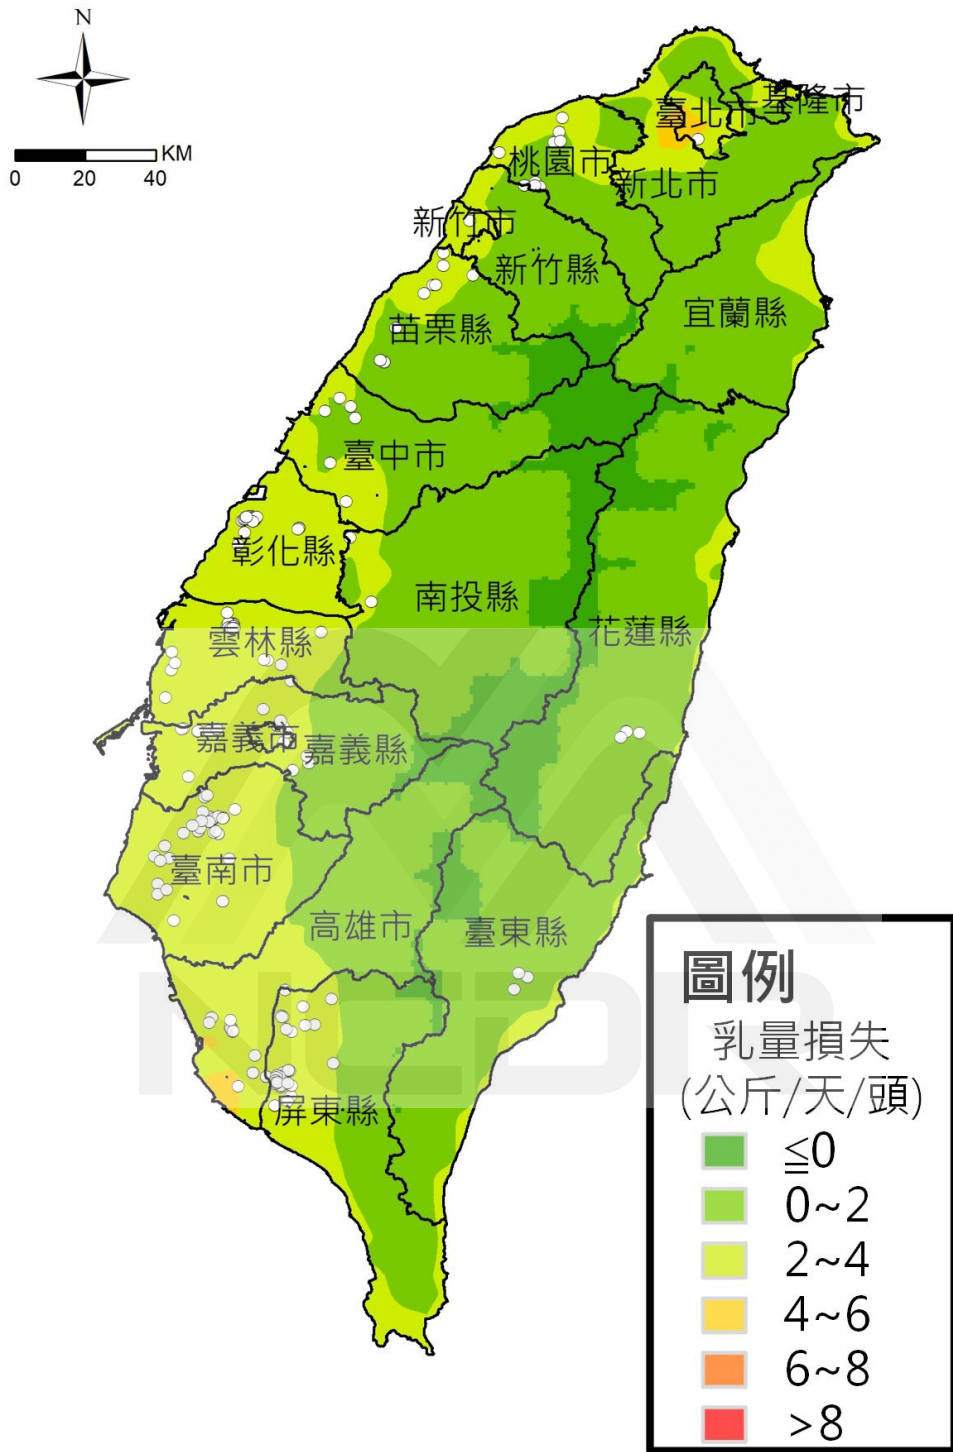 N
KM
0 20 40
基隆市
臺北市
桃園市
新北市
新竹市
新竹縣
宜蘭縣
苗栗縣
臺中市
彰化縣
南投縣
花蓮縣
雲林縣
嘉義市
嘉義縣
臺南市
高雄市
臺東縣
屏東縣
NCDR
圖例
乳量損失
(公斤/天/頭)
≦0
0~2
2~4
4~6
6~8
>8